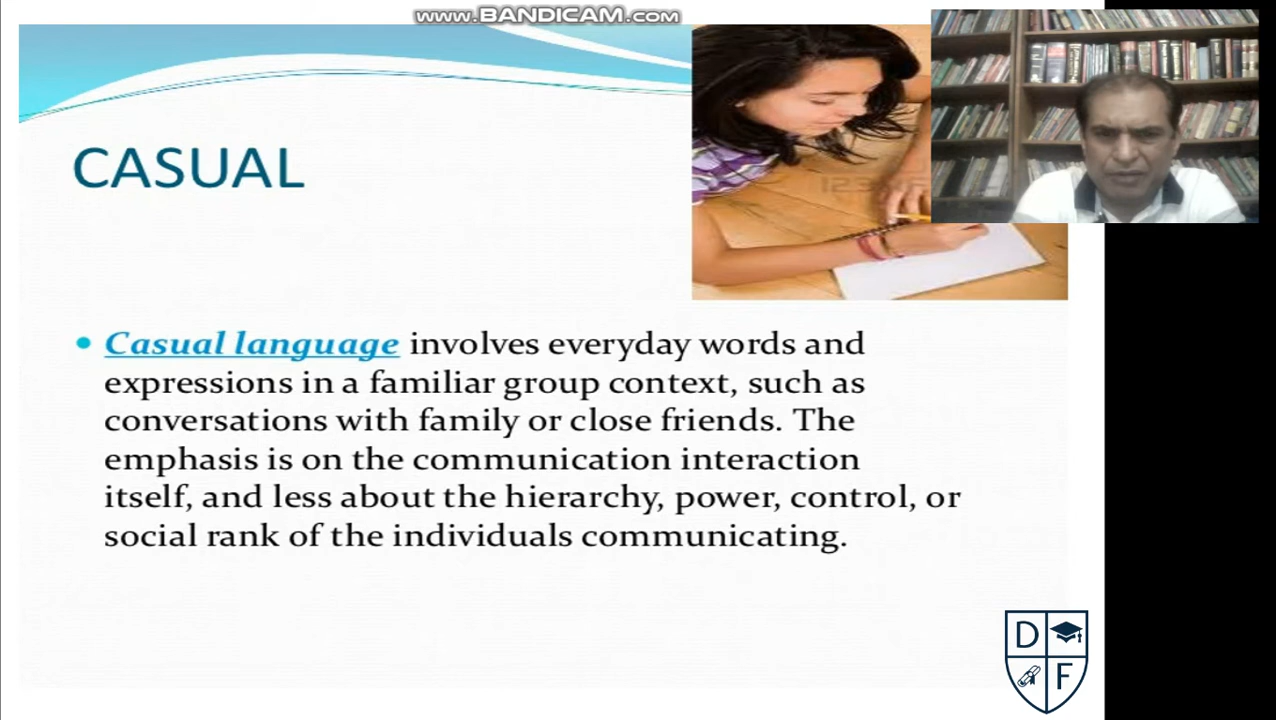 www.BANDICAM.com
CASUAL
• Casual language involves everyday words and
expressions in a familiar group context, such as
conversations with family or close friends. The
emphasis is on the communication interaction
itself, and less about the hierarchy, power, control, or
social rank of the individuals communicating.
D
F